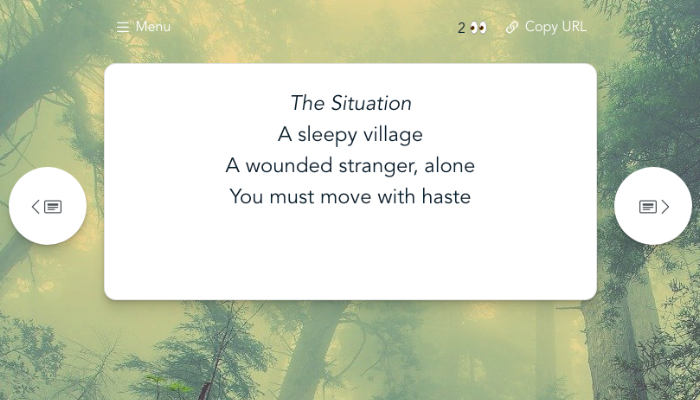 Menu
2 👀
Copy URL
The Situation
A sleepy village
A wounded stranger, alone
You must move with haste